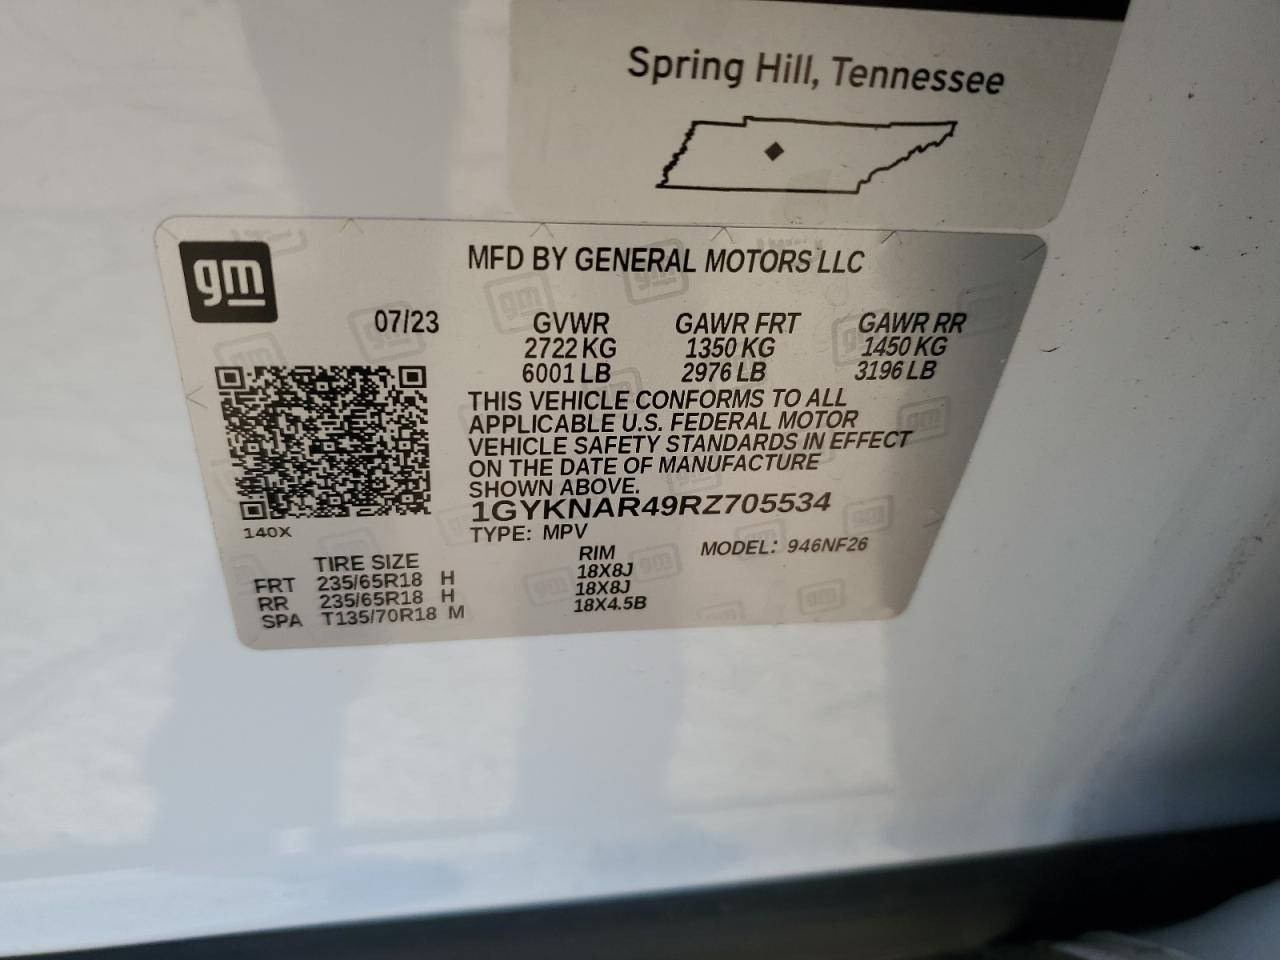 Spring Hill, Tennessee
gm
MFD BY GENERAL MOTORS LLC
07/23 GVWR GAWR FRT GAWR RR
2722 KG 1350 KG 1450 KG
6001 LB 2976 LB 3196 LB
THIS VEHICLE CONFORMS TO ALL
APPLICABLE U.S. FEDERAL MOTOR
VEHICLE SAFETY STANDARDS IN EFFECT
ON THE DATE OF MANUFACTURE
SHOWN ABOVE.
1GYKNAR49RZ705534
140X
TYPE: MPV
MODEL: 946NF26
TIRE SIZE RIM
FRT 235/65R18 H 18X8J
RR 235/65R18 H 18X8J
SPA T135/70R18 M 18X4.5B